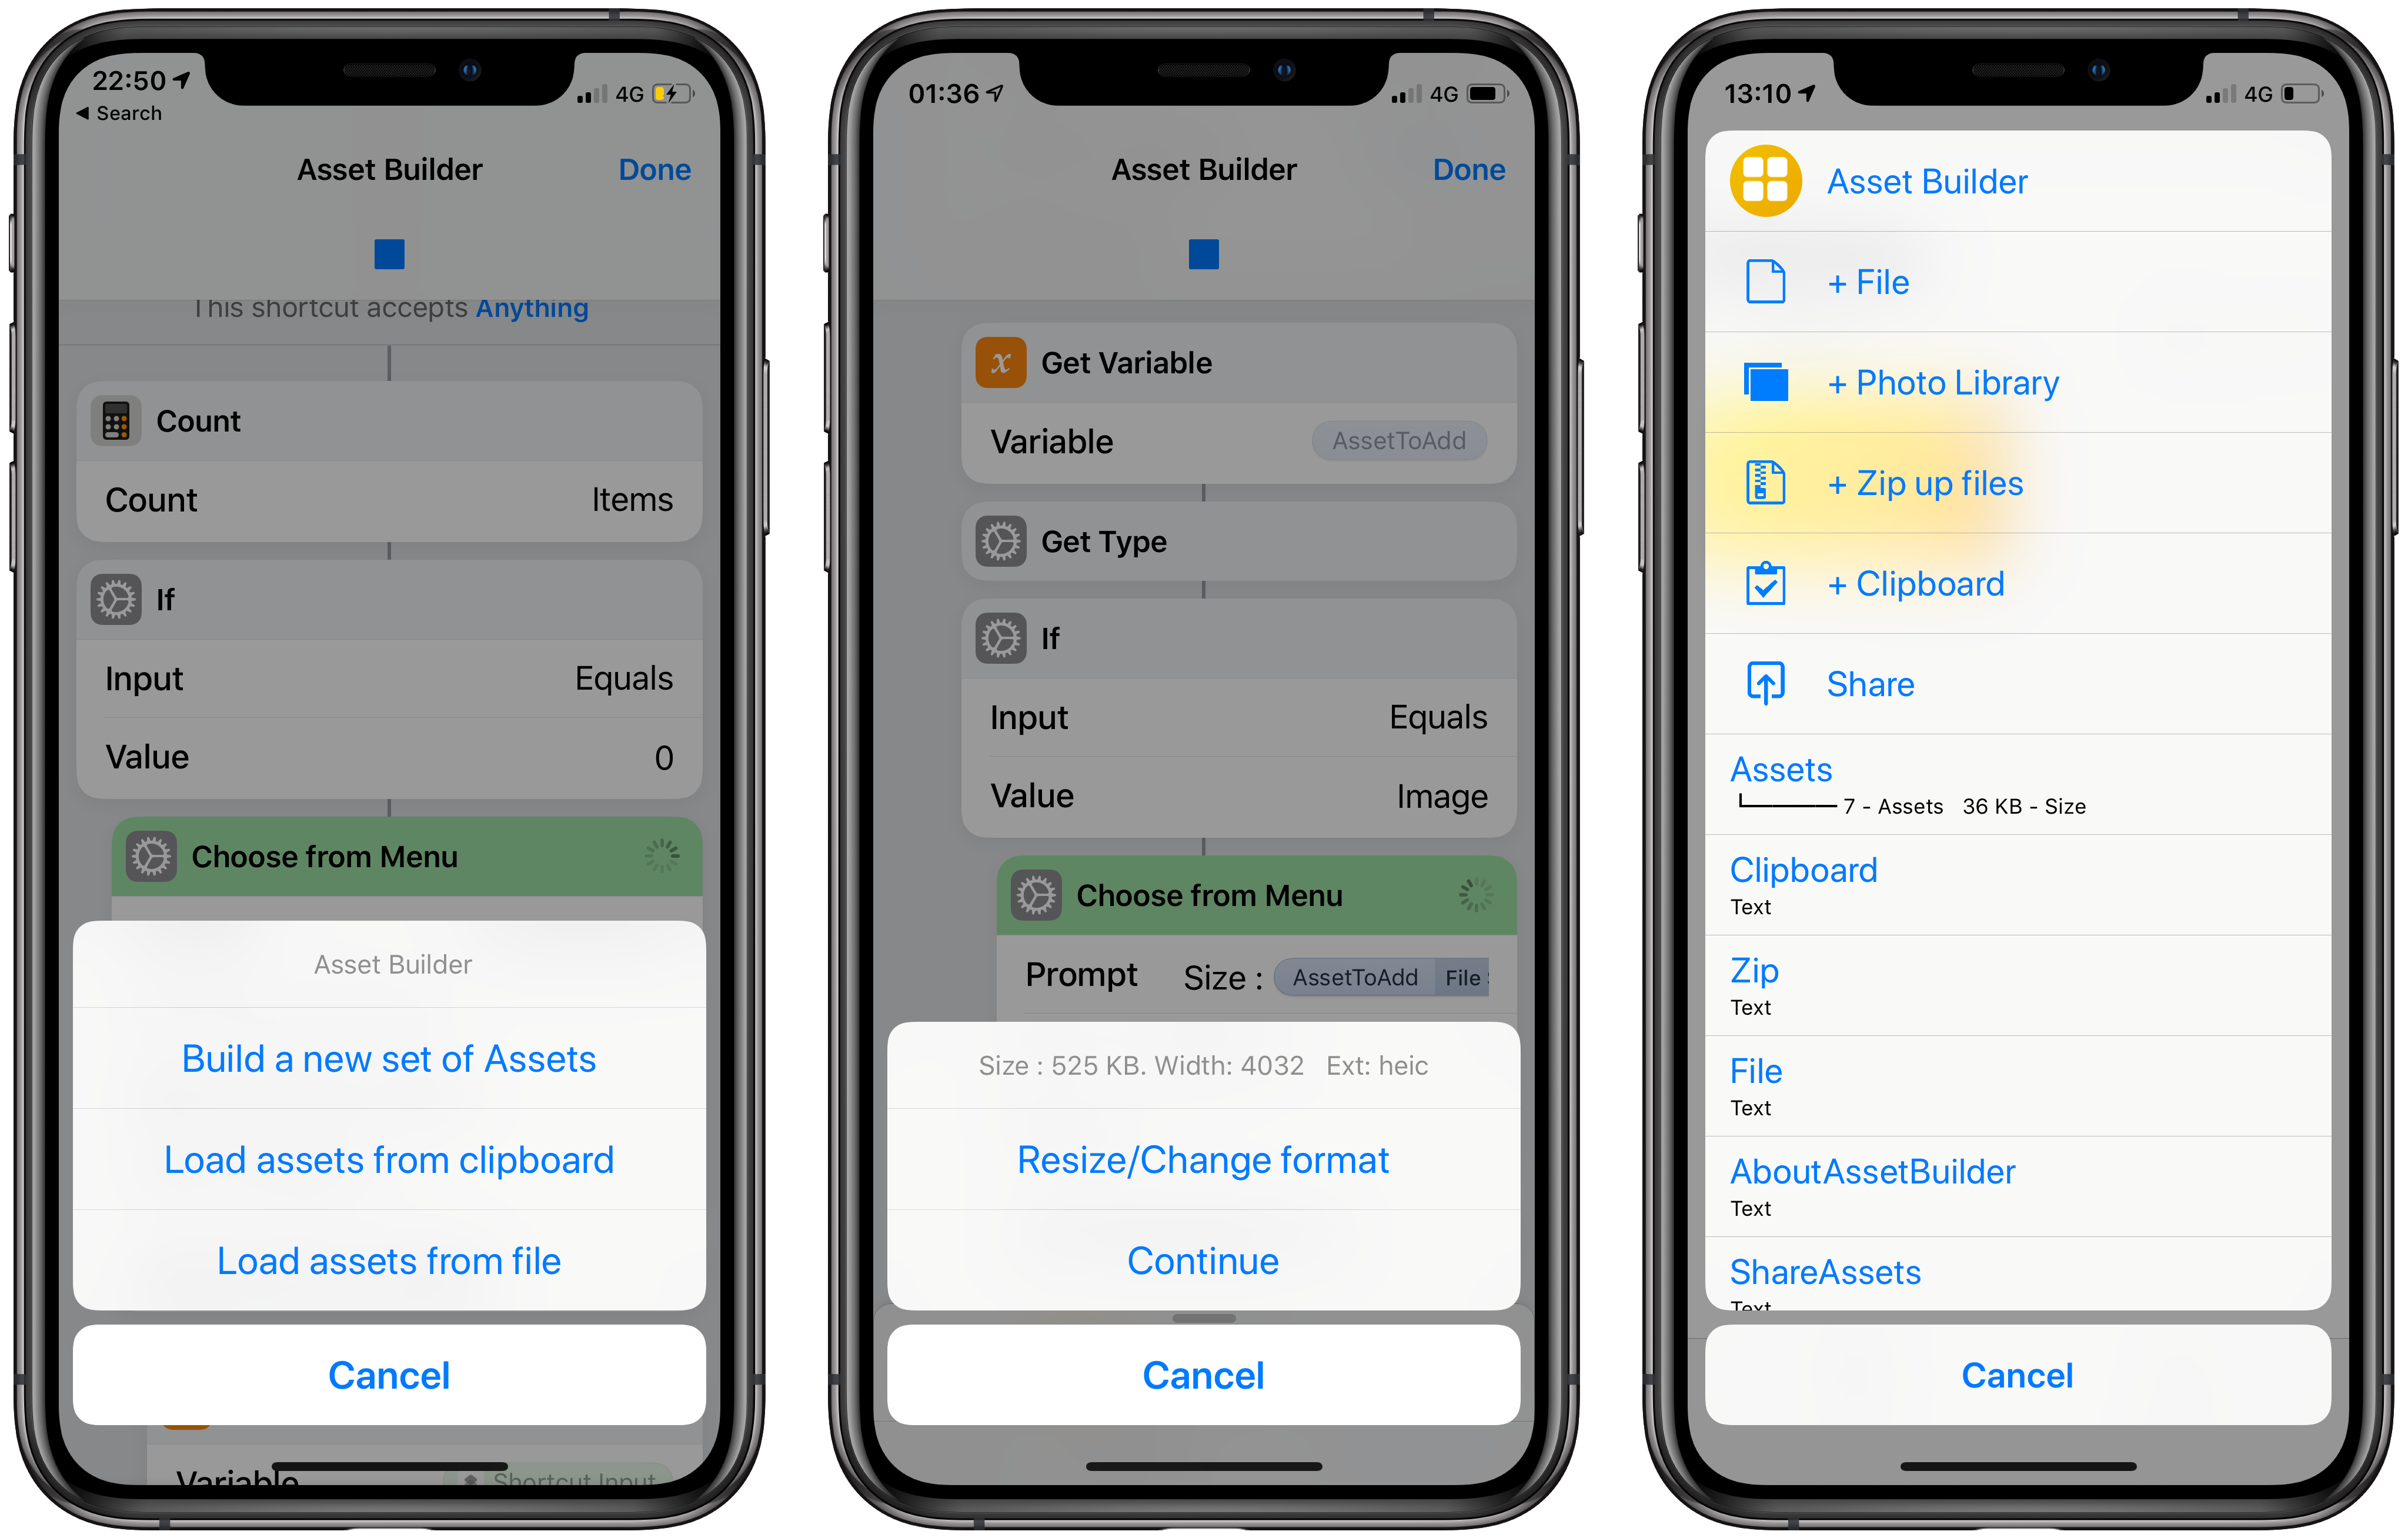 22:50
4G
◀ Search
Asset Builder
Done
This shortcut accepts Anything
Count
Count Items
If
Input Equals
Value 0
Choose from Menu
Asset Builder
Build a new set of Assets
Load assets from clipboard
Load assets from file
Cancel
Variable Shortcut Input
01:36
4G
Asset Builder
Done
x Get Variable
Variable AssetToAdd
Get Type
If
Input Equals
Value Image
Choose from Menu
Prompt Size : AssetToAdd File
Size : 525 KB. Width: 4032 Ext: heic
Resize/Change format
Continue
Cancel
13:10
4G
Asset Builder
+ File
+ Photo Library
+ Zip up files
+ Clipboard
Share
Assets
7 - Assets 36 KB - Size
Clipboard
Text
Zip
Text
File
Text
AboutAssetBuilder
Text
ShareAssets
Text
Cancel